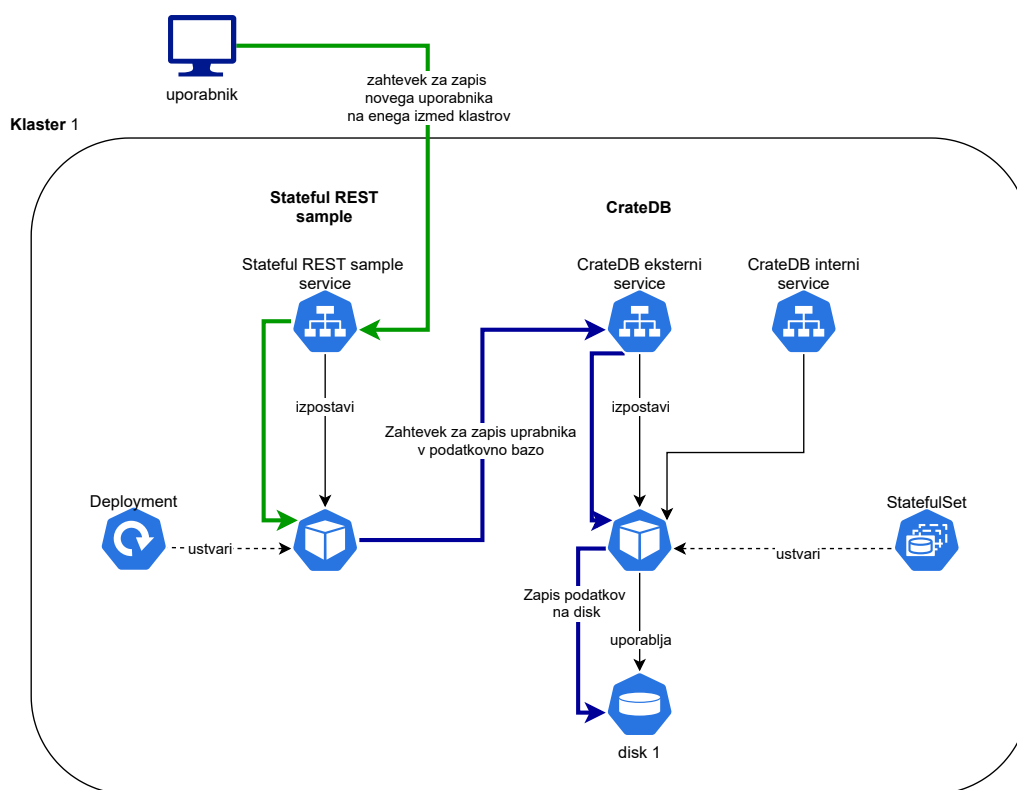 uporabnik
zahtevek za zapis
novega uporabnika
na enega izmed klastrov
Klaster 1
Stateful REST
sample
CrateDB
Stateful REST sample
service
CrateDB eksterni
service
CrateDB interni
service
izpostavi
izpostavi
Zahtevek za zapis uprabnika
v podatkovno bazo
Deployment
StatefulSet
ustvari
ustvari
Zapis podatkov
na disk
uporablja
disk 1